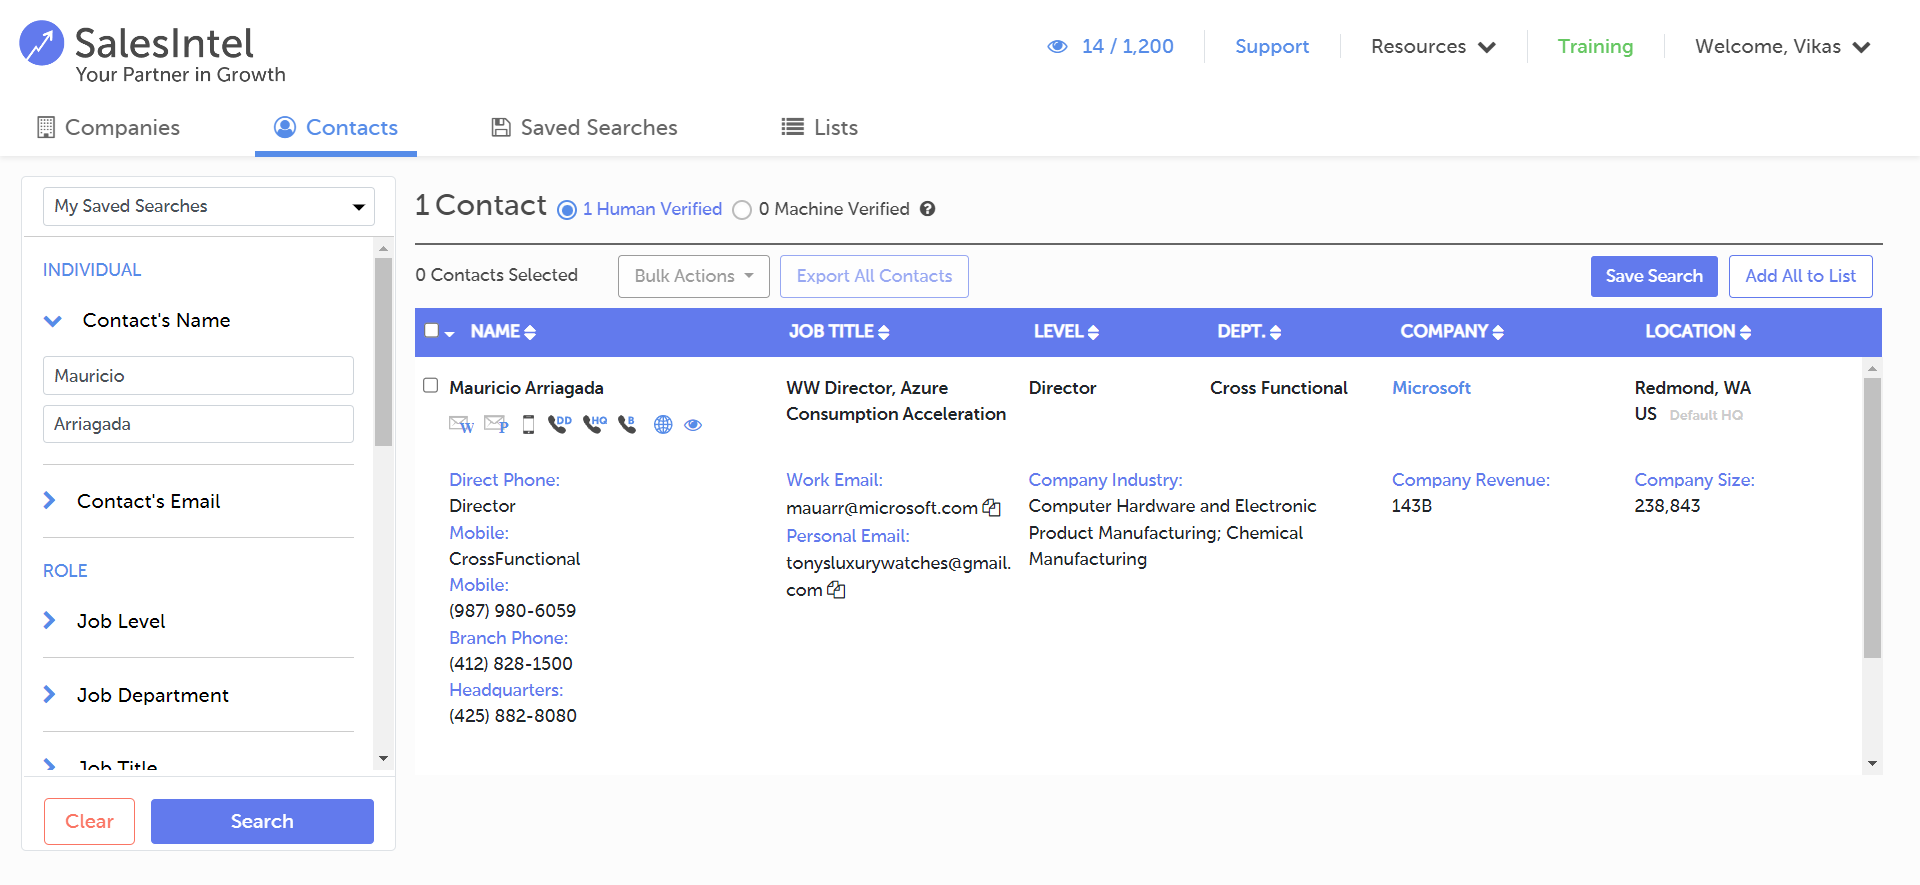 SalesIntel
Your Partner in Growth
14 / 1,200
Support
Resources
Training
Welcome, Vikas
Companies
Contacts
Saved Searches
Lists
My Saved Searches
INDIVIDUAL
Contact's Name
Mauricio
Arriagada
Contact's Email
ROLE
Job Level
Job Department
Job Title
Clear
Search
1 Contact
1 Human Verified
0 Machine Verified
?
0 Contacts Selected
Bulk Actions
Export All Contacts
Save Search
Add All to List
NAME
JOB TITLE
LEVEL
DEPT.
COMPANY
LOCATION
Mauricio Arriagada
W
P
DD
HQ
B
WW Director, Azure
Consumption Acceleration
Director
Cross Functional
Microsoft
Redmond, WA
US Default HQ
Direct Phone:
Director
Mobile:
CrossFunctional
Mobile:
(987) 980-6059
Branch Phone:
(412) 828-1500
Headquarters:
(425) 882-8080
Work Email:
mauarr@microsoft.com
Personal Email:
tonysluxurywatches@gmail.
com
Company Industry:
Computer Hardware and Electronic
Product Manufacturing; Chemical
Manufacturing
Company Revenue:
143B
Company Size:
238,843